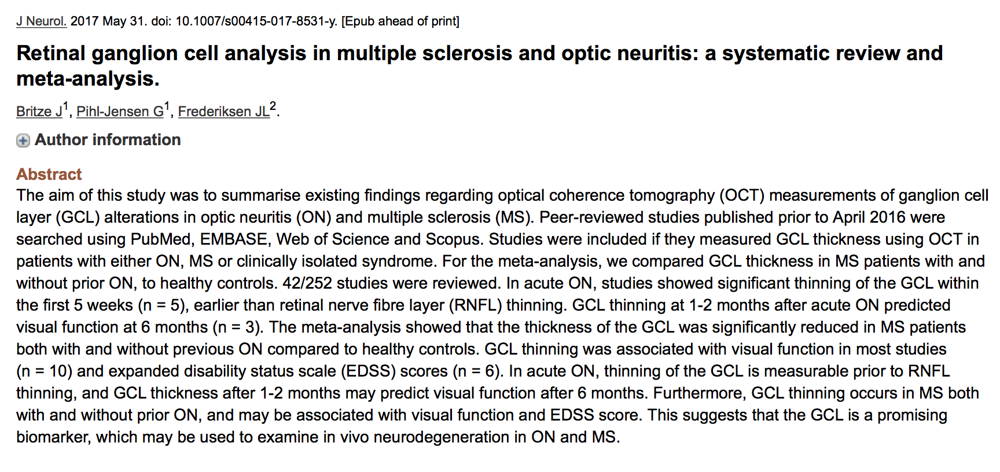 J Neurol. 2017 May 31. doi: 10.1007/s00415-017-8531-y. [Epub ahead of print]
Retinal ganglion cell analysis in multiple sclerosis and optic neuritis: a systematic review and
meta-analysis.
Britze J1, Pihl-Jensen G1, Frederiksen JL2.
Author information
Abstract
The aim of this study was to summarise existing findings regarding optical coherence tomography (OCT) measurements of ganglion cell
layer (GCL) alterations in optic neuritis (ON) and multiple sclerosis (MS). Peer-reviewed studies published prior to April 2016 were
searched using PubMed, EMBASE, Web of Science and Scopus. Studies were included if they measured GCL thickness using OCT in
patients with either ON, MS or clinically isolated syndrome. For the meta-analysis, we compared GCL thickness in MS patients with and
without prior ON, to healthy controls. 42/252 studies were reviewed. In acute ON, studies showed significant thinning of the GCL within
the first 5 weeks (n = 5), earlier than retinal nerve fibre layer (RNFL) thinning. GCL thinning at 1-2 months after acute ON predicted
visual function at 6 months (n = 3). The meta-analysis showed that the thickness of the GCL was significantly reduced in MS patients
both with and without previous ON compared to healthy controls. GCL thinning was associated with visual function in most studies
(n = 10) and expanded disability status scale (EDSS) scores (n = 6). In acute ON, thinning of the GCL is measurable prior to RNFL
thinning, and GCL thickness after 1-2 months may predict visual function after 6 months. Furthermore, GCL thinning occurs in MS both
with and without prior ON, and may be associated with visual function and EDSS score. This suggests that the GCL is a promising
biomarker, which may be used to examine in vivo neurodegeneration in ON and MS.